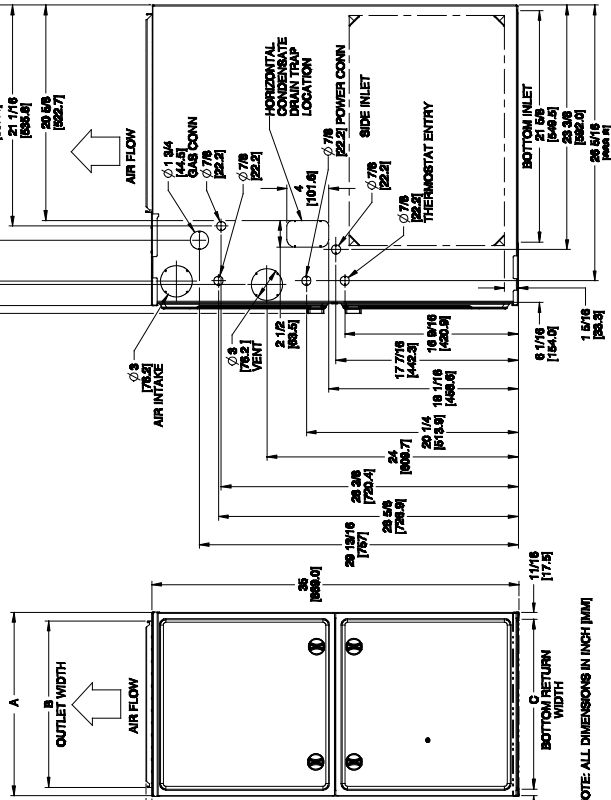 21 1/16
[535.8]
20 5/8
[522.7]
AIR FLOW
Ø 1 3/4
[44.5]
GAS CONN
Ø 7/8
[22.2]
Ø 7/8
[22.2]
HORIZONTAL
CONDENSATE
DRAIN TRAP
LOCATION
4
[101.6]
Ø 7/8
[22.2] POWER CONN
SIDE INLET
Ø 7/8
[22.2]
Ø 7/8
[22.2]
THERMOSTAT ENTRY
BOTTOM INLET
21 5/8
[549.5]
23 3/8
[592.0]
26 5/16
Ø 3
[76.2]
AIR INTAKE
Ø 3
[76.2]
VENT
2 1/2
[63.5]
16 9/16
[420.9]
17 7/16
[442.3]
18 1/16
[458.6]
20 1/4
[513.9]
24
[609.7]
28 3/8
[720.4]
28 5/8
[726.9]
29 13/16
[757]
6 1/16
[154.0]
1 5/16
[33.3]
35
[889.0]
11/16
[17.5]
A
B
OUTLET WIDTH
AIR FLOW
C
BOTTOM RETURN
WIDTH
OTE: ALL DIMENSIONS IN INCH [MM]